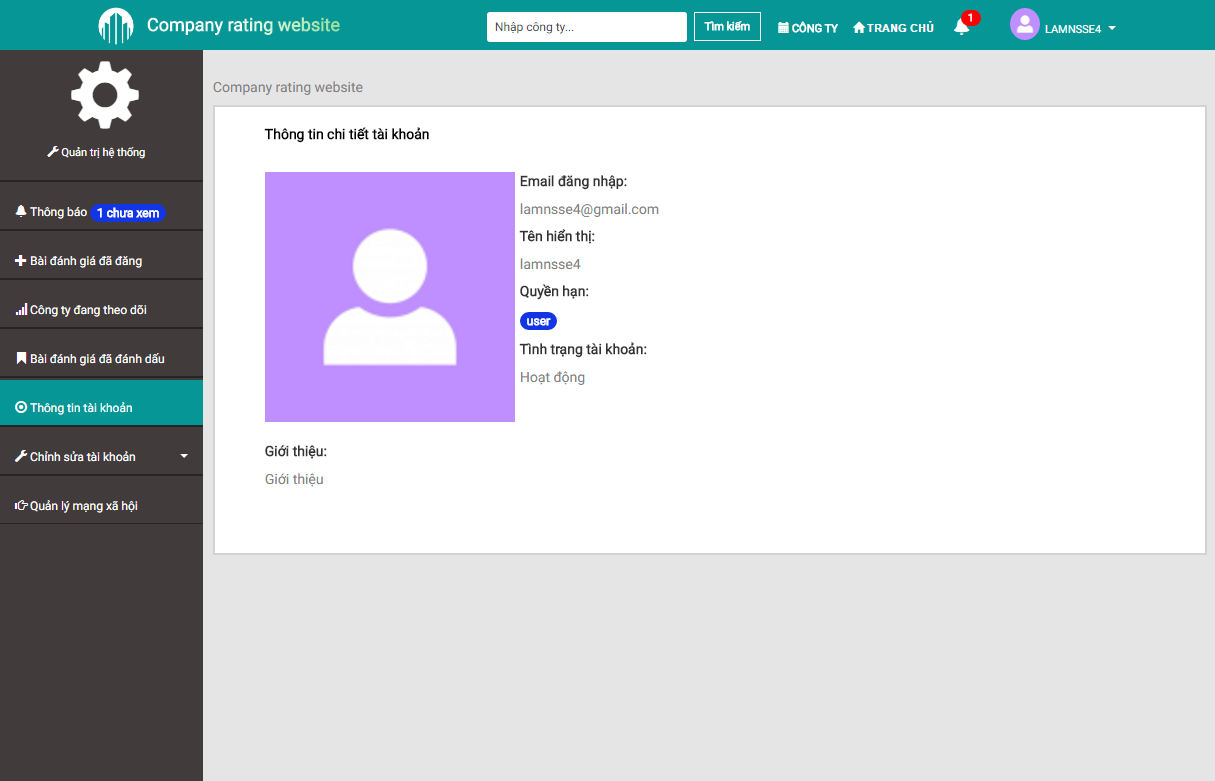 Company rating website
Nhập công ty...
Tìm kiếm
CÔNG TY
TRANG CHỦ
1
LAMNSSE4
Quản trị hệ thống
Thông báo 1 chưa xem
Bài đánh giá đã đăng
Công ty đang theo dõi
Bài đánh giá đã đánh dấu
Thông tin tài khoản
Chỉnh sửa tài khoản
Quản lý mạng xã hội
Company rating website
Thông tin chi tiết tài khoản
Email đăng nhập:
lamnsse4@gmail.com
Tên hiển thị:
lamnsse4
Quyền hạn:
user
Tình trạng tài khoản:
Hoạt động
Giới thiệu:
Giới thiệu